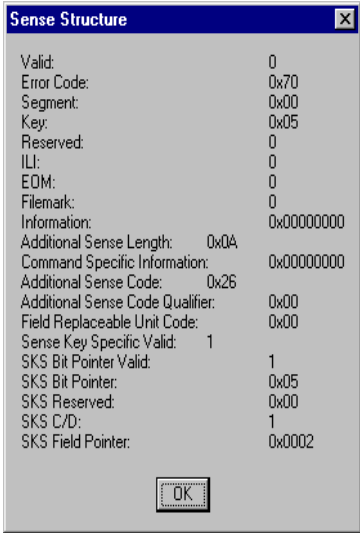 Sense Structure
Valid: 0
Error Code: 0x70
Segment: 0x00
Key: 0x05
Reserved: 0
ILI: 0
EOM: 0
Filemark: 0
Information: 0x00000000
Additional Sense Length: 0x0A
Command Specific Information: 0x00000000
Additional Sense Code: 0x26
Additional Sense Code Qualifier: 0x00
Field Replaceable Unit Code: 0x00
Sense Key Specific Valid: 1
SKS Bit Pointer Valid: 1
SKS Bit Pointer: 0x05
SKS Reserved: 0x00
SKS C/D: 1
SKS Field Pointer: 0x0002
OK